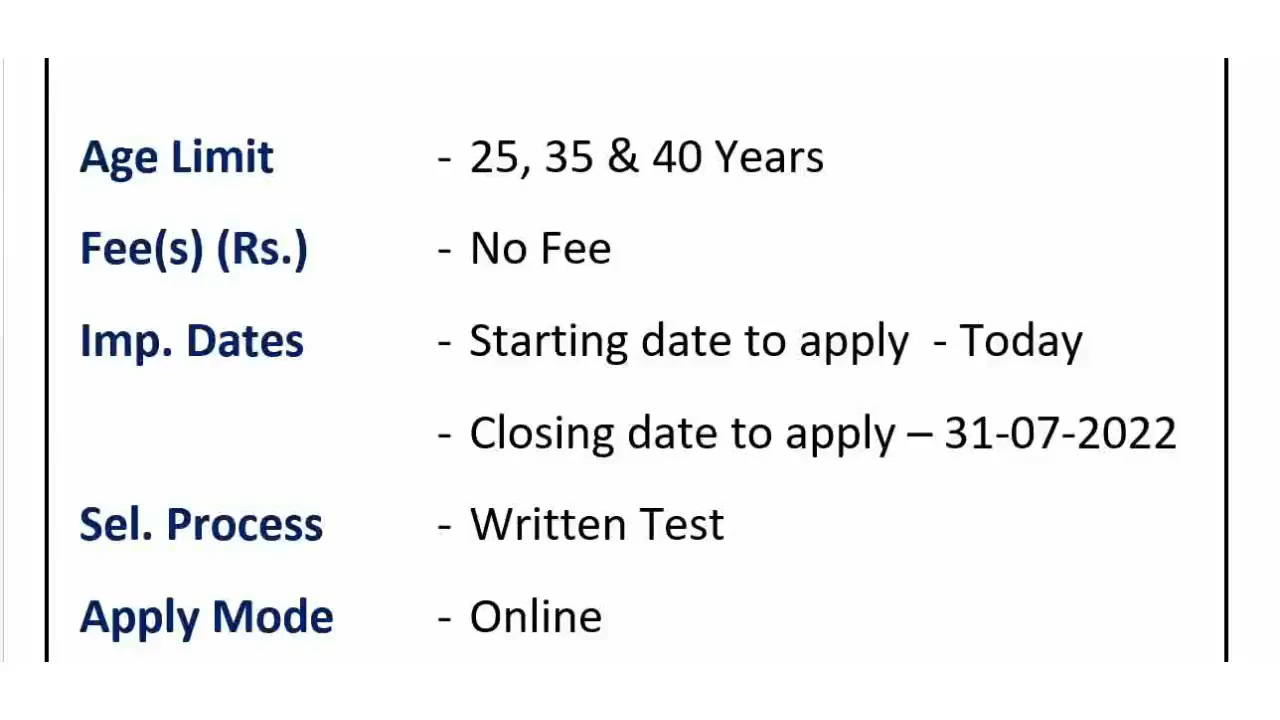 Age Limit - 25, 35 & 40 Years
Fee(s) (Rs.) - No Fee
Imp. Dates - Starting date to apply - Today
- Closing date to apply – 31-07-2022
Sel. Process - Written Test
Apply Mode - Online